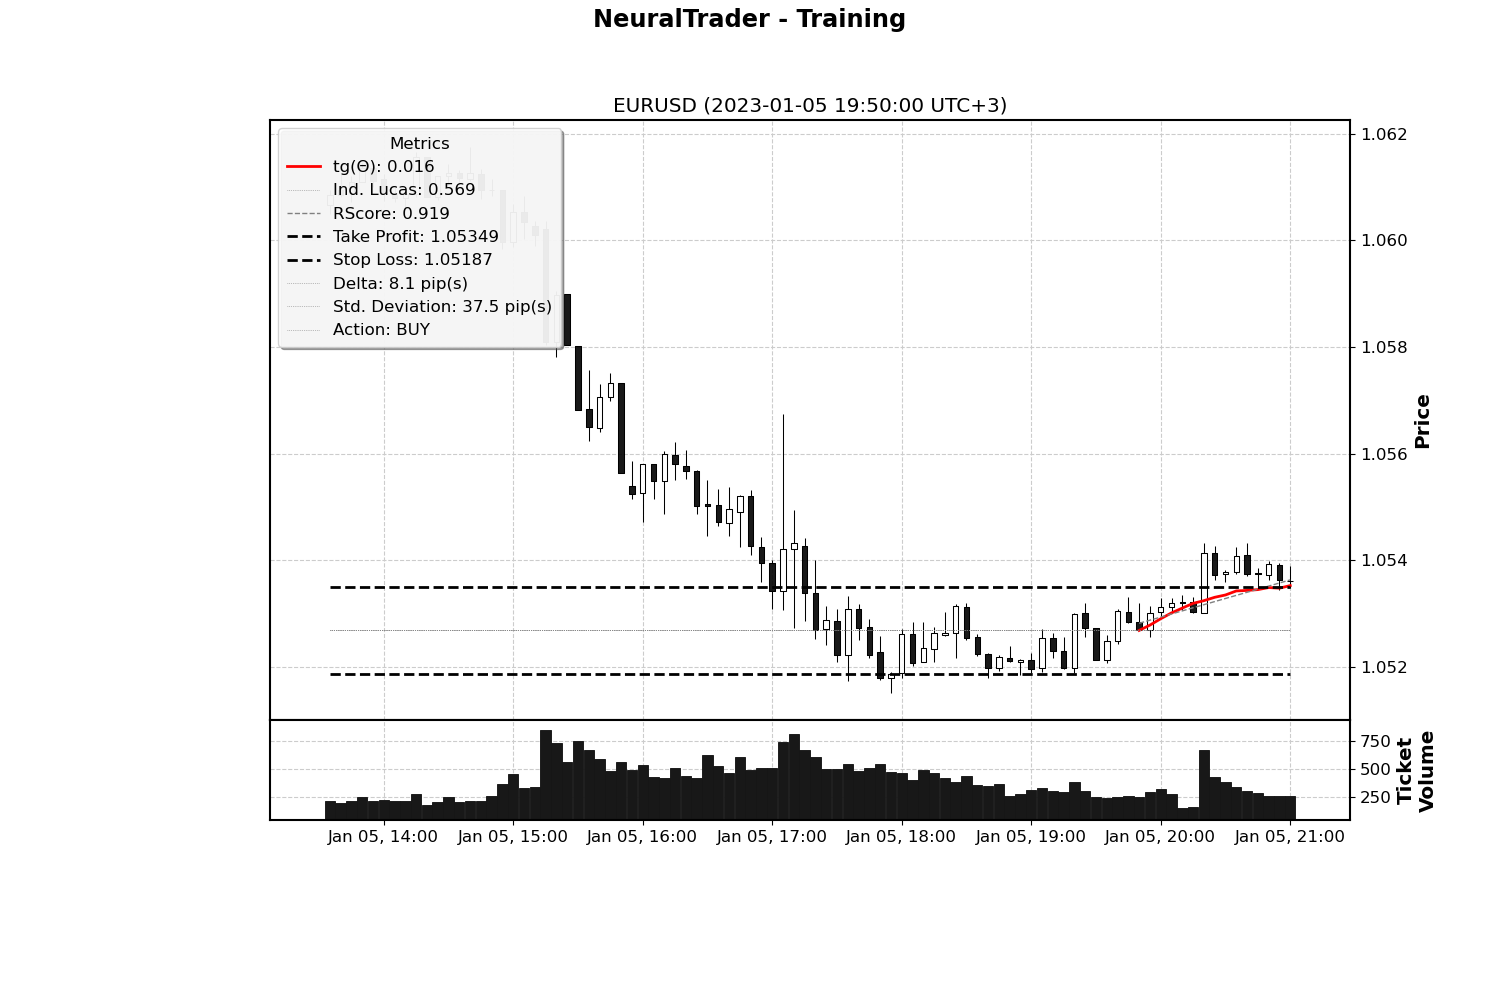 NeuralTrader - Training
EURUSD (2023-01-05 19:50:00 UTC+3)
Metrics
tg(Θ): 0.016
Ind. Lucas: 0.569
RScore: 0.919
Take Profit: 1.05349
Stop Loss: 1.05187
Delta: 8.1 pip(s)
Std. Deviation: 37.5 pip(s)
Action: BUY
1.062
1.060
1.058
1.056
1.054
1.052
Price
750
500
250
Ticket
Volume
Jan 05, 14:00 Jan 05, 15:00 Jan 05, 16:00 Jan 05, 17:00 Jan 05, 18:00 Jan 05, 19:00 Jan 05, 20:00 Jan 05, 21:00